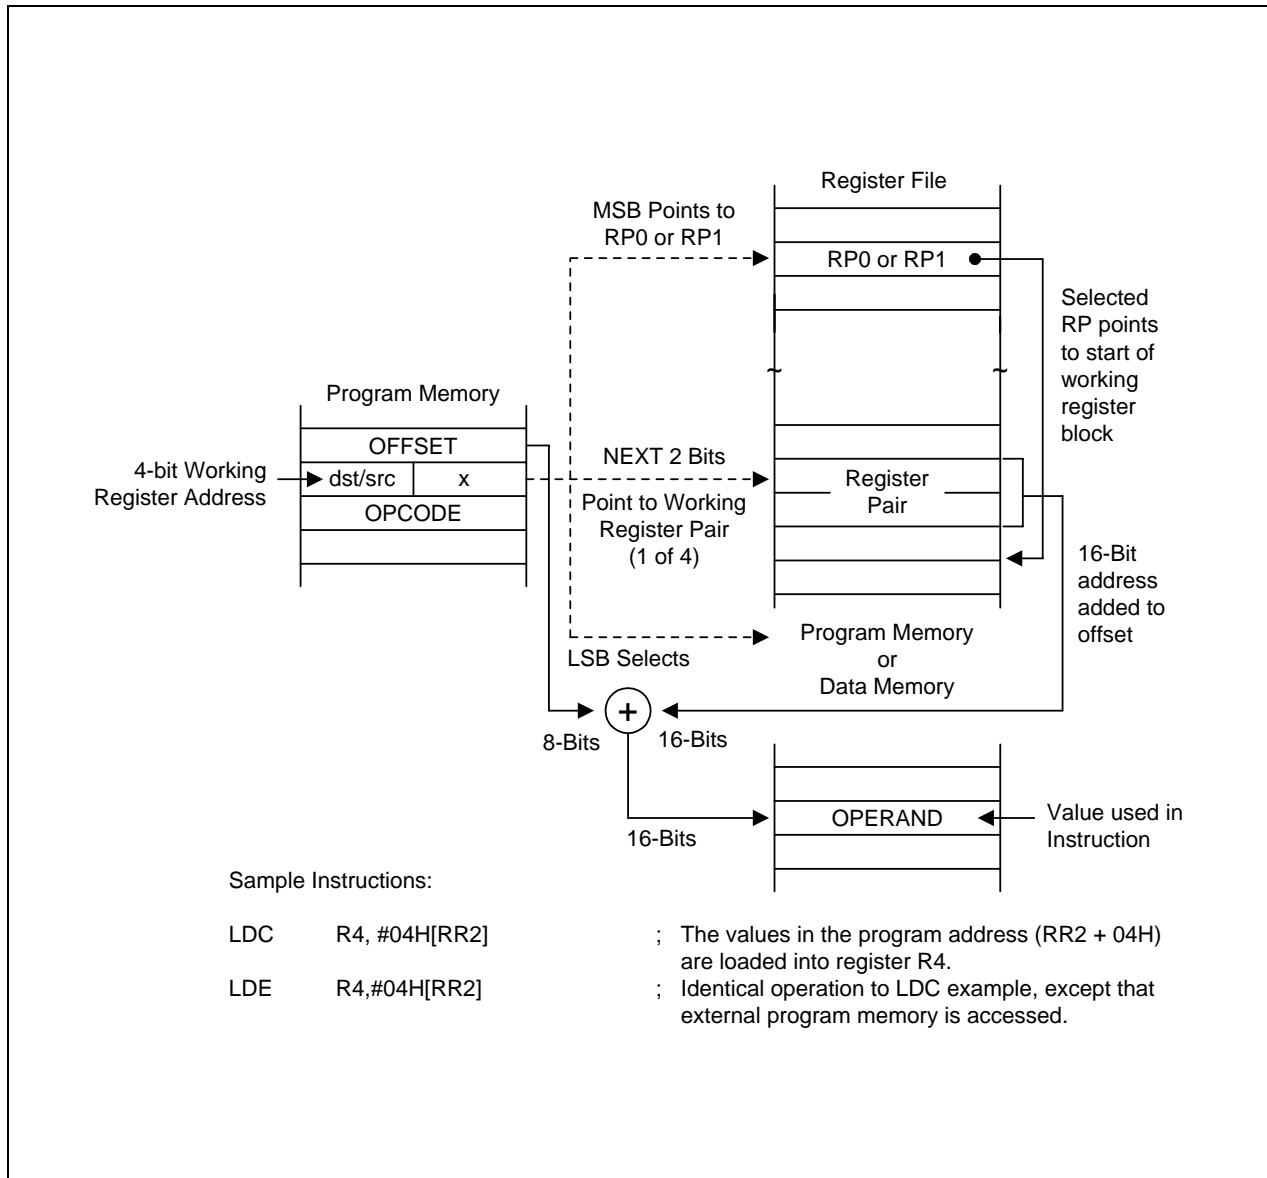 Register File
MSB Points to
RP0 or RP1
RP0 or RP1
Selected
RP points
to start of
working
register
block
~
~
Program Memory
OFFSET
4-bit Working
Register Address
dst/src
x
OPCODE
NEXT 2 Bits
Point to Working
Register Pair
(1 of 4)
Register
Pair
16-Bit
address
added to
offset
LSB Selects
Program Memory
or
Data Memory
+
8-Bits
16-Bits
16-Bits
OPERAND
Value used in
Instruction
Sample Instructions:
LDC R4, #04H[RR2] ; The values in the program address (RR2 + 04H)
are loaded into register R4.
LDE R4,#04H[RR2] ; Identical operation to LDC example, except that
external program memory is accessed.